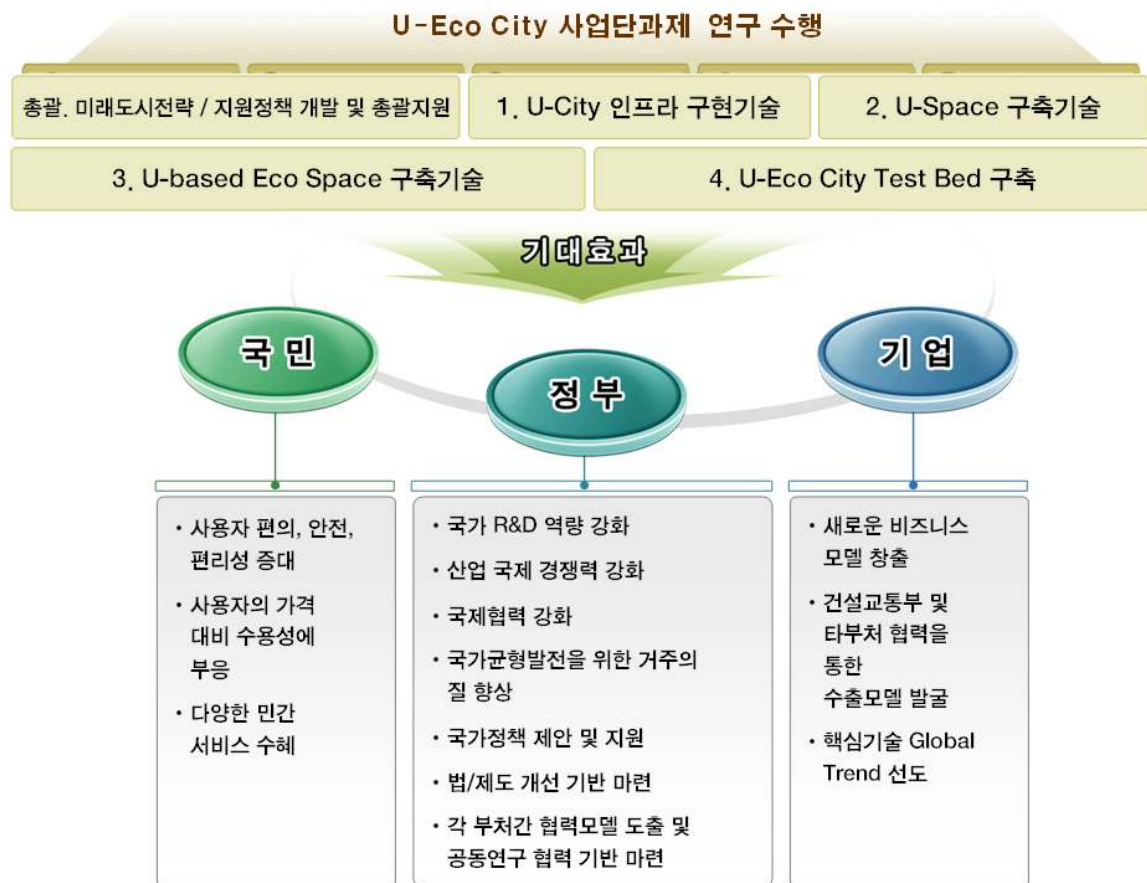 U-Eco City 사업단과제 연구 수행
총괄. 미래도시전략 / 지원정책 개발 및 총괄지원
1. U-City 인프라 구현기술
2. U-Space 구축기술
3. U-based Eco Space 구축기술
4. U-Eco City Test Bed 구축
기대효과
국민
• 사용자 편의, 안전,
편리성 증대
• 사용자의 가격
대비 수용성에
부응
• 다양한 민간
서비스 수혜
정부
• 국가 R&D 역량 강화
• 산업 국제 경쟁력 강화
• 국제협력 강화
• 국가균형발전을 위한 거주의
질 향상
• 국가정책 제안 및 지원
• 법/제도 개선 기반 마련
• 각 부처간 협력모델 도출 및
공동연구 협력 기반 마련
기업
• 새로운 비즈니스
모델 창출
• 건설교통부 및
타부처 협력을
통한
수출모델 발굴
• 핵심기술 Global
Trend 선도